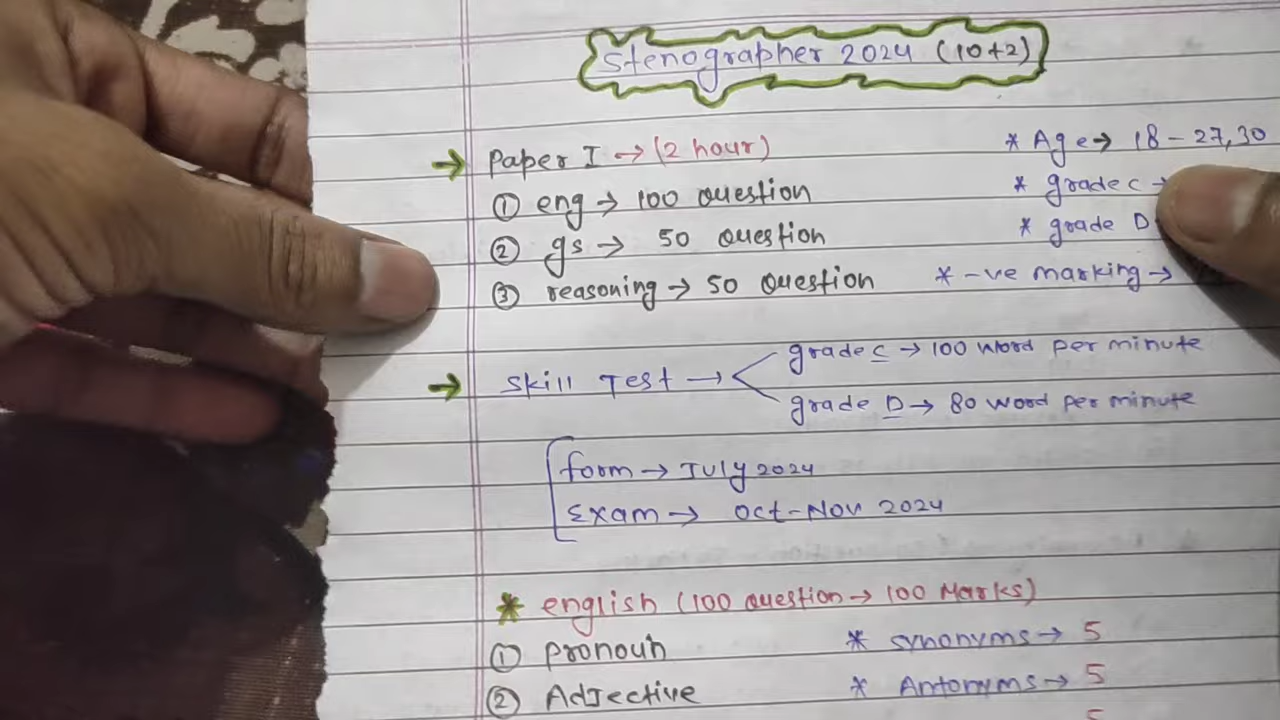 Stenographer 2024 (10+2)
→ Paper I → (2 hour)
① eng → 100 Question
② gs → 50 Question
③ reasoning → 50 Question
* Age → 18 - 27,30
* grade C →
* grade D
* -ve marking →
→ Skill Test →
grade C → 100 word per minute
grade D → 80 word per minute
form → July 2024
Exam → Oct-Nov 2024
* english (100 Question → 100 Marks)
① Pronoun
* Synonyms → 5
② Adjective
* Antonyms → 5
5